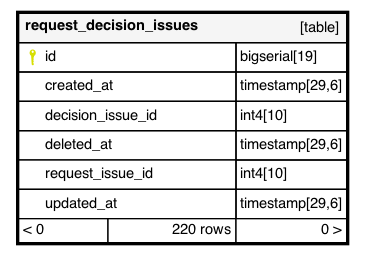 request_decision_issues [table]
id bigserial[19]
created_at timestamp[29,6]
decision_issue_id int4[10]
deleted_at timestamp[29,6]
request_issue_id int4[10]
updated_at timestamp[29,6]
< 0 220 rows 0 >